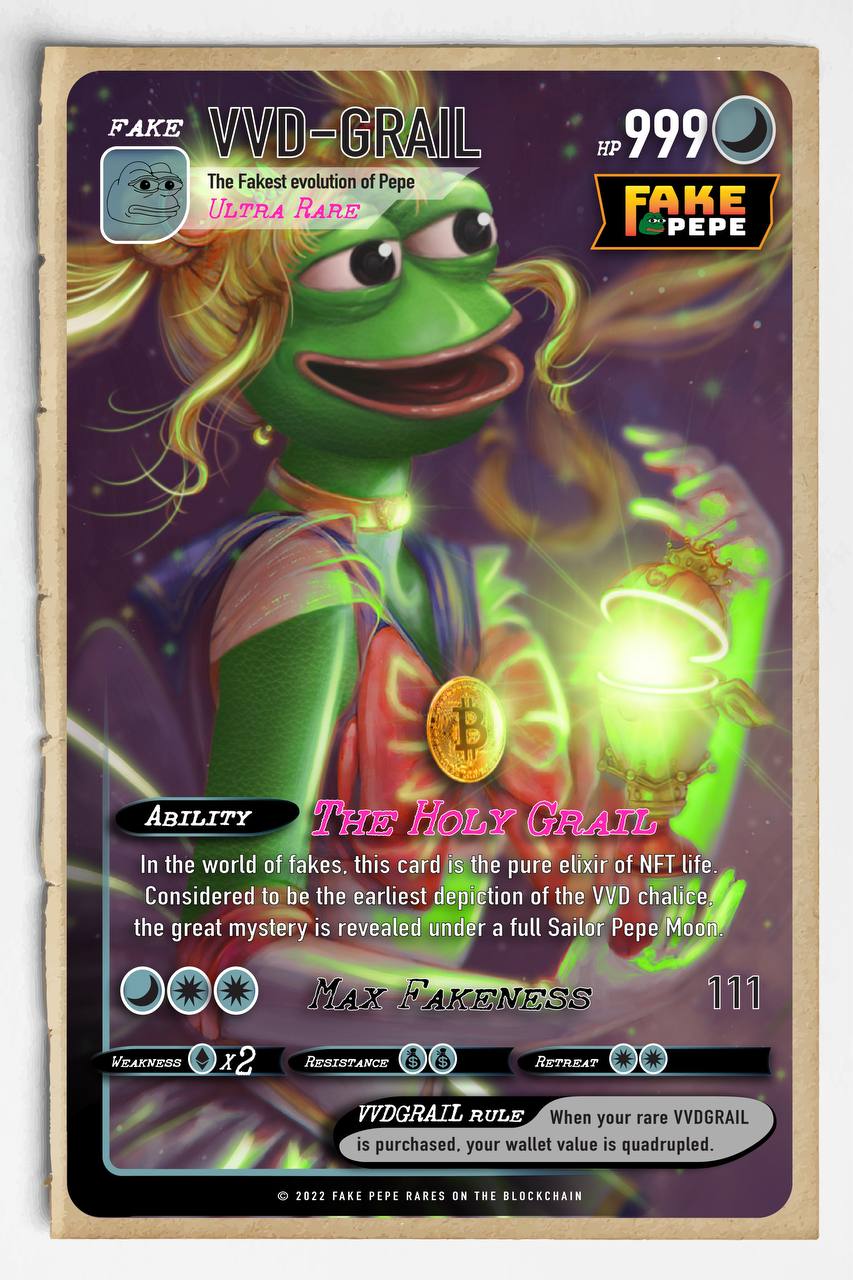 FAKE
VVD-GRAIL
HP 999
The Fakest evolution of Pepe
Ultra Rare
FAKE
PEPE
B
Ability
The Holy Grail
In the world of fakes, this card is the pure elixir of NFT life.
Considered to be the earliest depiction of the VVD chalice,
the great mystery is revealed under a full Sailor Pepe Moon.
Max Fakeness 111
Weakness x2 Resistance $ $ Retreat
VVDGRAIL rule When your rare VVDGRAIL
is purchased, your wallet value is quadrupled.
© 2022 FAKE PEPE RARES ON THE BLOCKCHAIN